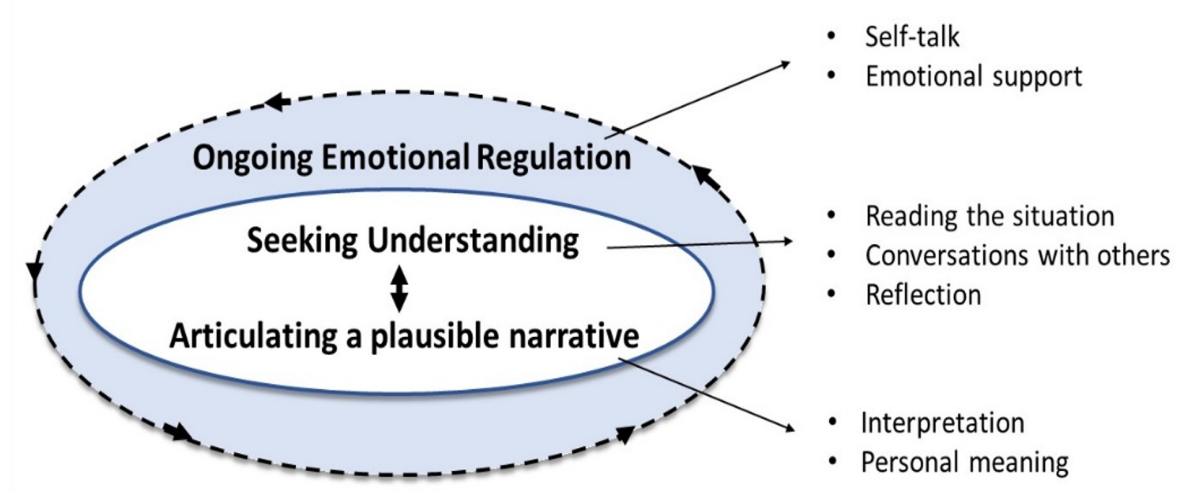 Ongoing Emotional Regulation
Seeking Understanding
Articulating a plausible narrative
• Self-talk
• Emotional support
• Reading the situation
• Conversations with others
• Reflection
• Interpretation
• Personal meaning